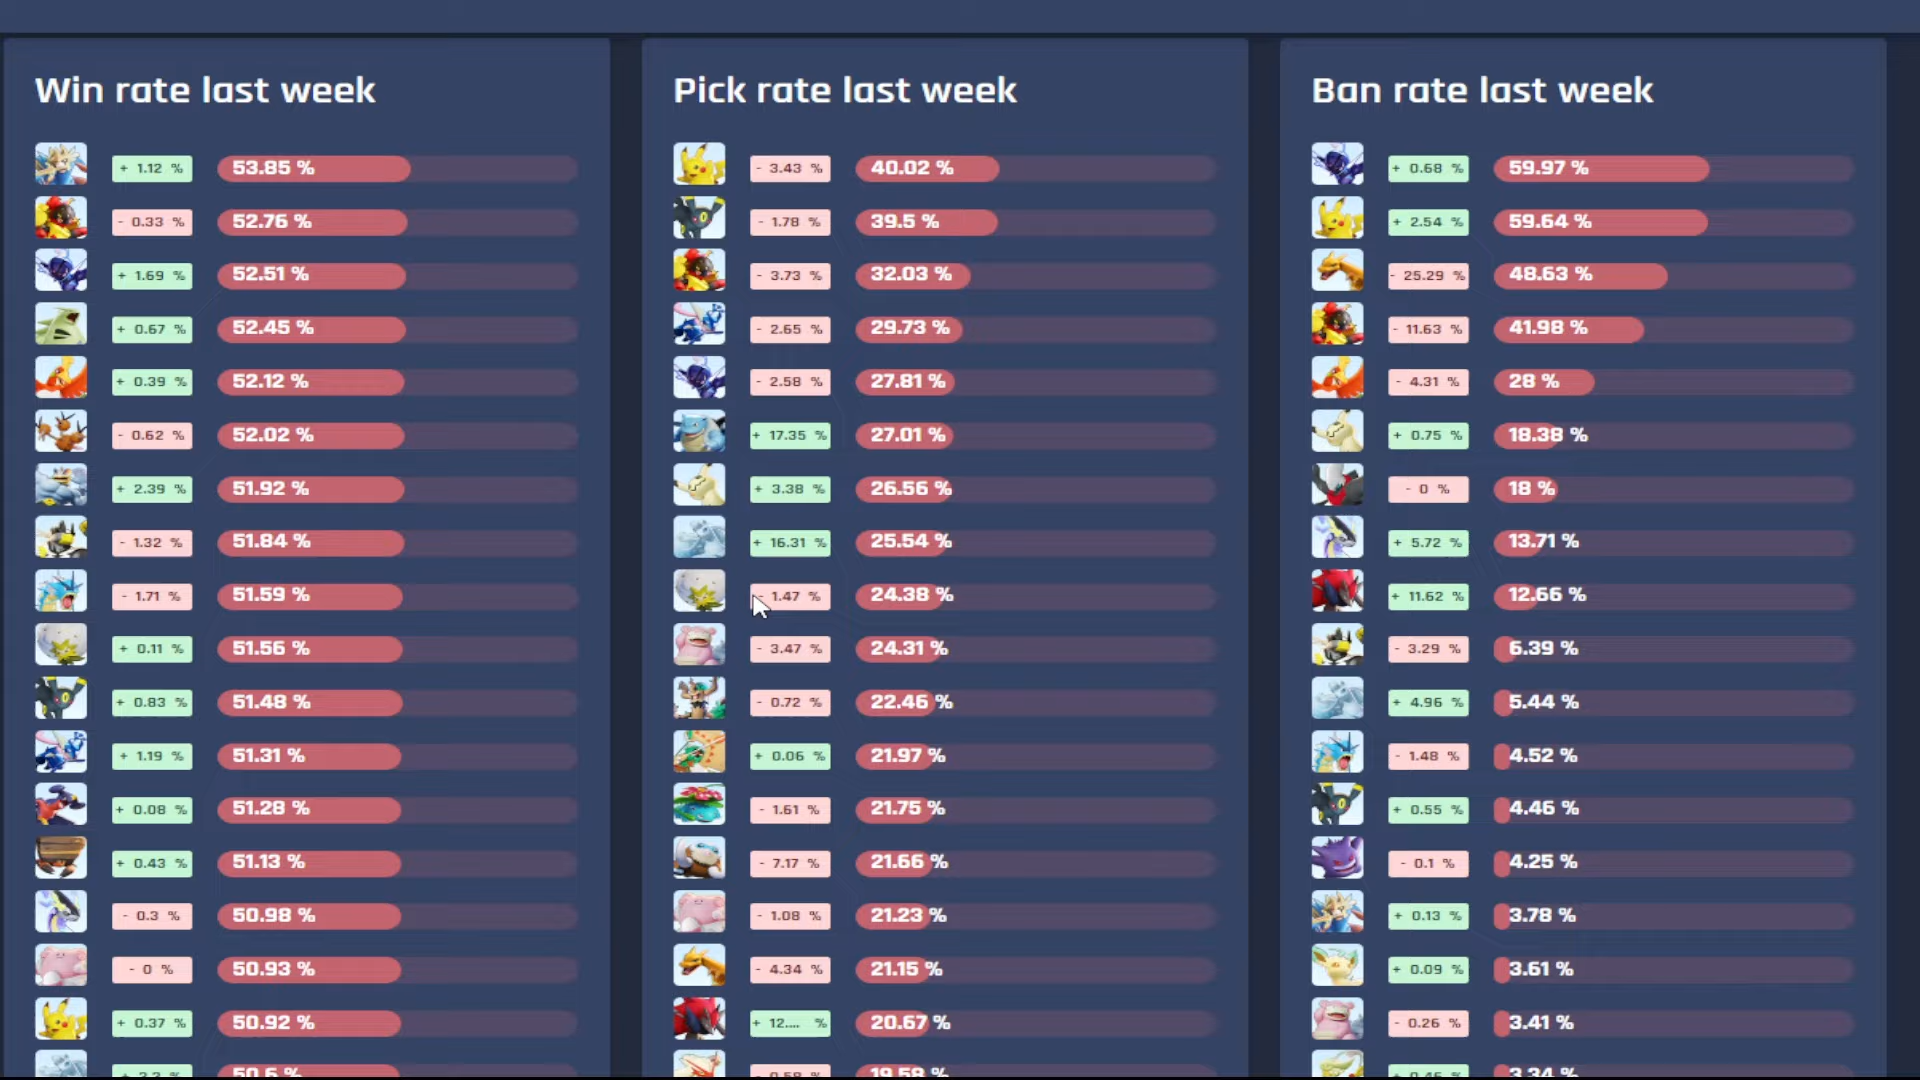 Win rate last week
+ 1.12 % 53.85 %
- 0.33 % 52.76 %
+ 1.69 % 52.51 %
+ 0.67 % 52.45 %
+ 0.39 % 52.12 %
- 0.62 % 52.02 %
+ 2.39 % 51.92 %
- 1.32 % 51.84 %
- 1.71 % 51.59 %
+ 0.11 % 51.56 %
+ 0.83 % 51.48 %
+ 1.19 % 51.31 %
+ 0.08 % 51.28 %
+ 0.43 % 51.13 %
- 0.3 % 50.98 %
- 0 % 50.93 %
+ 0.37 % 50.92 %
50.6 %
Pick rate last week
- 3.43 % 40.02 %
- 1.78 % 39.5 %
- 3.73 % 32.03 %
- 2.65 % 29.73 %
- 2.58 % 27.81 %
+ 17.35 % 27.01 %
+ 3.38 % 26.56 %
+ 16.31 % 25.54 %
- 1.47 % 24.38 %
- 3.47 % 24.31 %
- 0.72 % 22.46 %
+ 0.06 % 21.97 %
- 1.61 % 21.75 %
- 7.17 % 21.66 %
- 1.08 % 21.23 %
- 4.34 % 21.15 %
+ 12.... % 20.67 %
19.58 %
Ban rate last week
+ 0.68 % 59.97 %
+ 2.54 % 59.64 %
- 25.29 % 48.63 %
- 11.63 % 41.98 %
- 4.31 % 28 %
+ 0.75 % 18.38 %
- 0 % 18 %
+ 5.72 % 13.71 %
+ 11.62 % 12.66 %
- 3.29 % 6.39 %
+ 4.96 % 5.44 %
- 1.48 % 4.52 %
+ 0.55 % 4.46 %
- 0.1 % 4.25 %
+ 0.13 % 3.78 %
+ 0.09 % 3.61 %
- 0.26 % 3.41 %
3.34 %